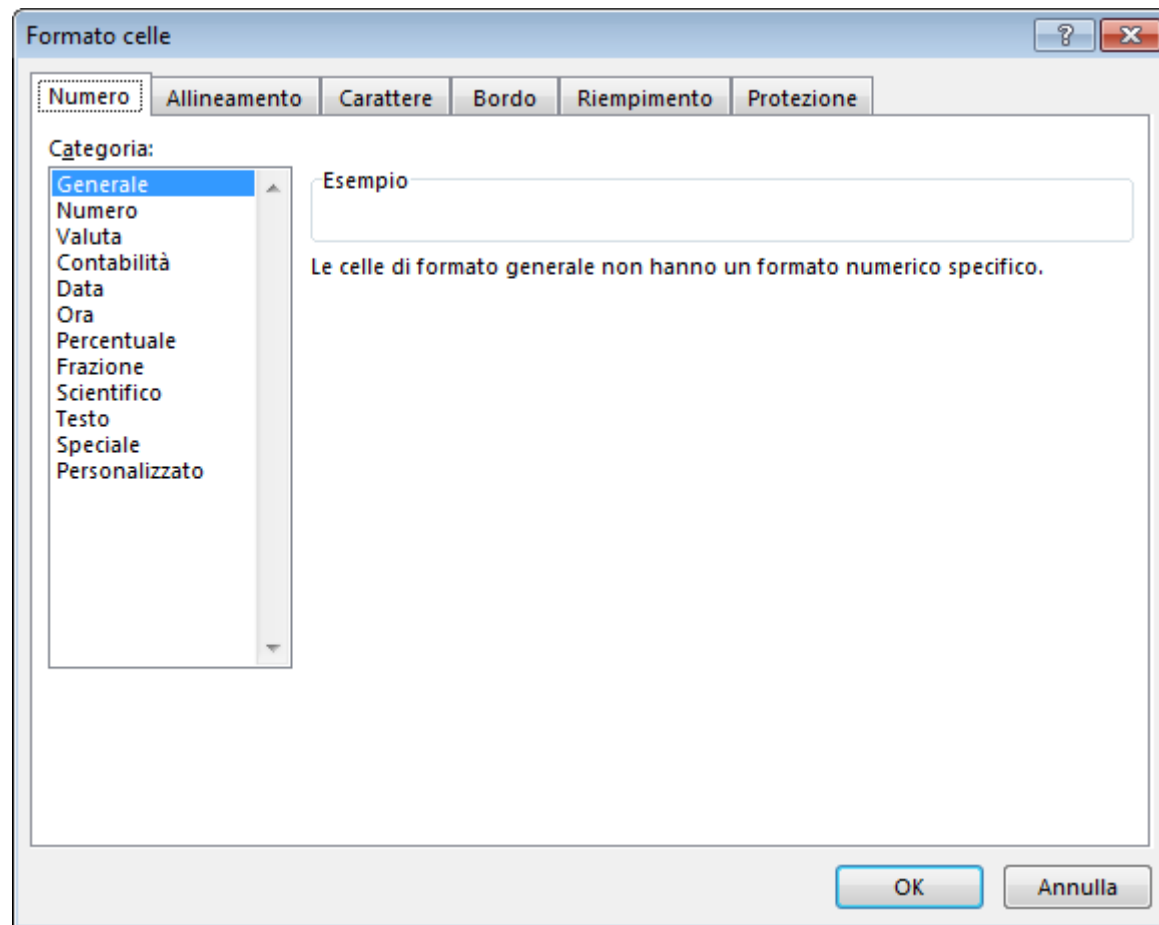 Formato celle
Numero Allineamento Carattere Bordo Riempimento Protezione
Categoria:
Generale
Numero
Valuta
Contabilità
Data
Ora
Percentuale
Frazione
Scientifico
Testo
Speciale
Personalizzato
Esempio
Le celle di formato generale non hanno un formato numerico specifico.
OK Annulla